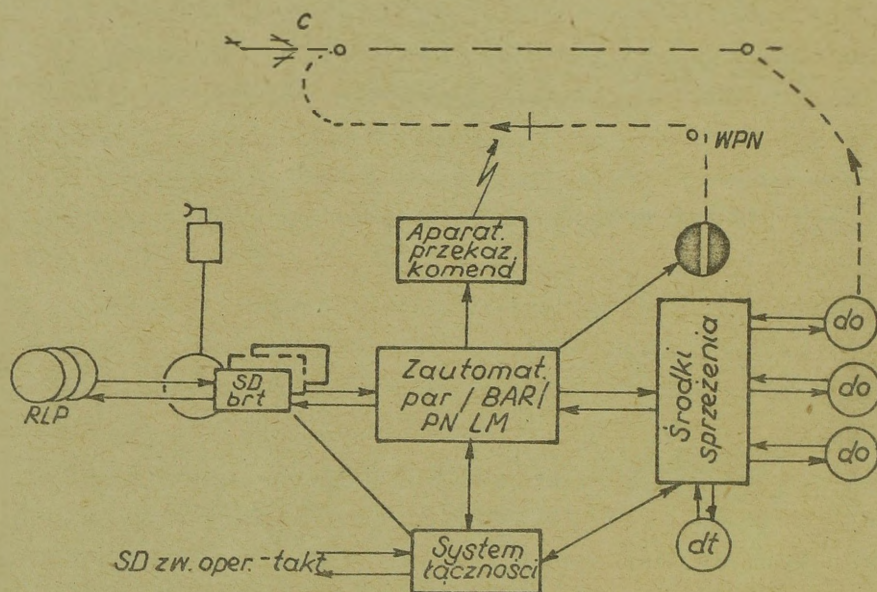 C
WPN
Aparat.
przekaz.
komend
do
Zautomat.
par / BAR /
PN LM
SD
brt
RLP
Środki
sprzężenia
do
do
dt
System
łączności
SD zw. oper.-takt.